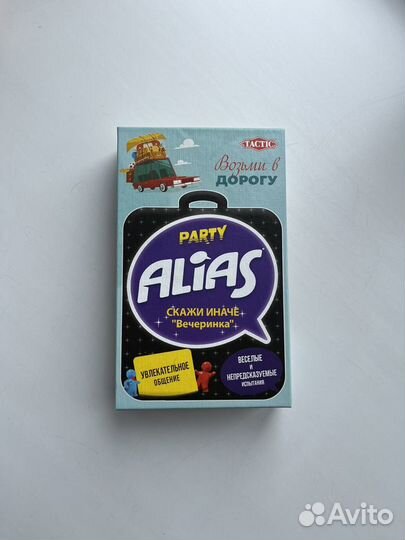 TACTIC
Возьми в
ДОРОГУ
PARTY
ALIAS
СКАЖИ ИНАЧЕ
"Вечеринка"
УВЛЕКАТЕЛЬНОЕ
ОБЩЕНИЕ
ВЕСЕЛЫЕ
и
НЕПРЕДСКАЗУЕМЫЕ
ИСПЫТАНИЯ
Avito